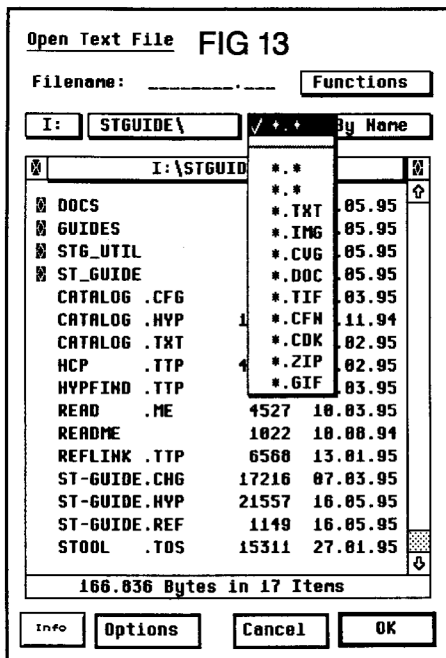 Open Text File FIG 13
Filename: ________.___ Functions
I: STGUIDE\ √ *.* By Name
I:\STGUID
*.*
*.*
*.TXT
*.IMG
*.CVG
*.DOC
*.TIF
*.CFN
*.CDK
*.ZIP
*.GIF
DOCS .05.95
GUIDES .05.95
STG_UTIL .05.95
ST_GUIDE .05.95
CATALOG .CFG .03.95
CATALOG .HYP 1 .11.94
CATALOG .TXT .02.95
HCP .TTP 4 .02.95
HYPFIND .TTP .03.95
READ .ME 4527 10.03.95
README 1022 10.08.94
REFLINK .TTP 6568 13.01.95
ST-GUIDE.CHG 17216 07.03.95
ST-GUIDE.HYP 21557 16.05.95
ST-GUIDE.REF 1149 16.05.95
STOOL .TOS 15311 27.01.95
166.836 Bytes in 17 Items
Info Options Cancel OK